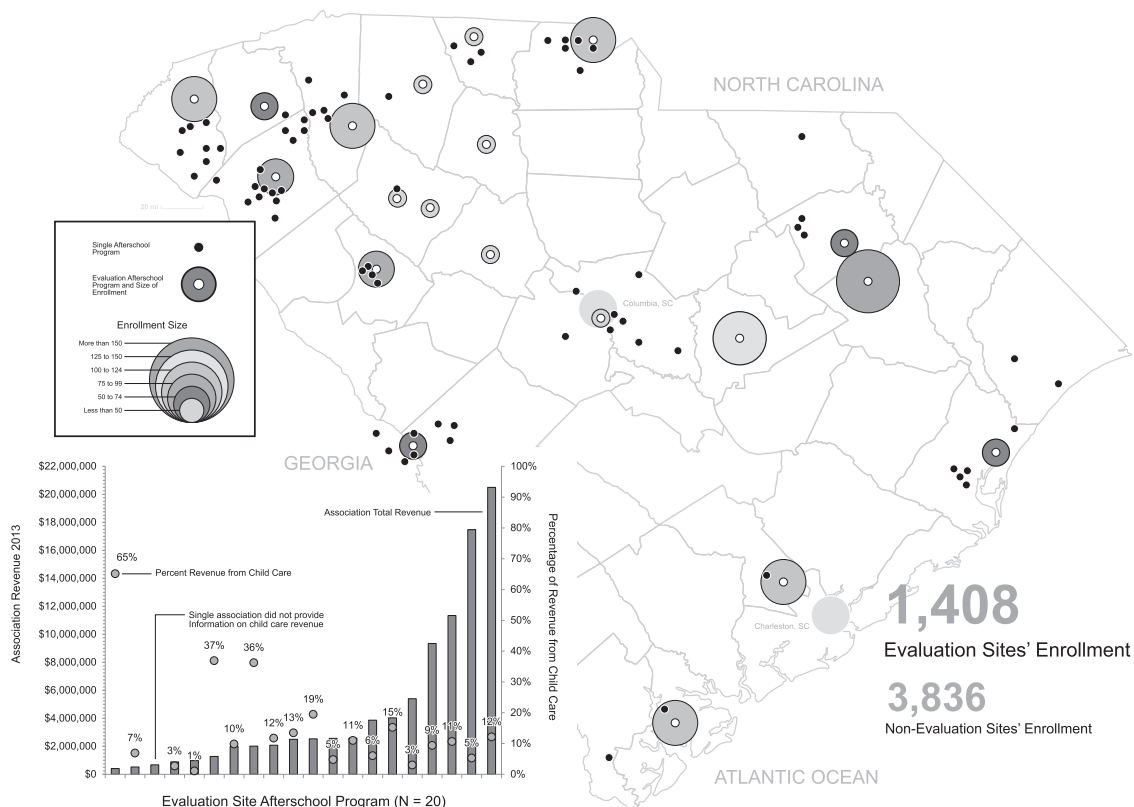 NORTH CAROLINA
20 mi
Single Afterschool
Program
Evaluation Afterschool
Program and Size of
Enrollment
Enrollment Size
More than 150
125 to 150
100 to 124
75 to 99
50 to 74
Less than 50
Columbia, SC
GEORGIA
Charleston, SC
ATLANTIC OCEAN
1,408
Evaluation Sites' Enrollment
3,836
Non-Evaluation Sites' Enrollment
Association Revenue 2013
$22,000,000
$20,000,000
$18,000,000
$16,000,000
$14,000,000
$12,000,000
$10,000,000
$8,000,000
$6,000,000
$4,000,000
$2,000,000
$0
100%
90%
80%
70%
60%
50%
40%
30%
20%
10%
0%
Percentage of Revenue from Child Care
Association Total Revenue
Percent Revenue from Child Care
Single association did not provide
Information on child care revenue
65%
7%
3%
1%
37%
10%
36%
12%
13%
19%
5%
11%
6%
15%
3%
9%
11%
5%
12%
Evaluation Site Afterschool Program (N = 20)